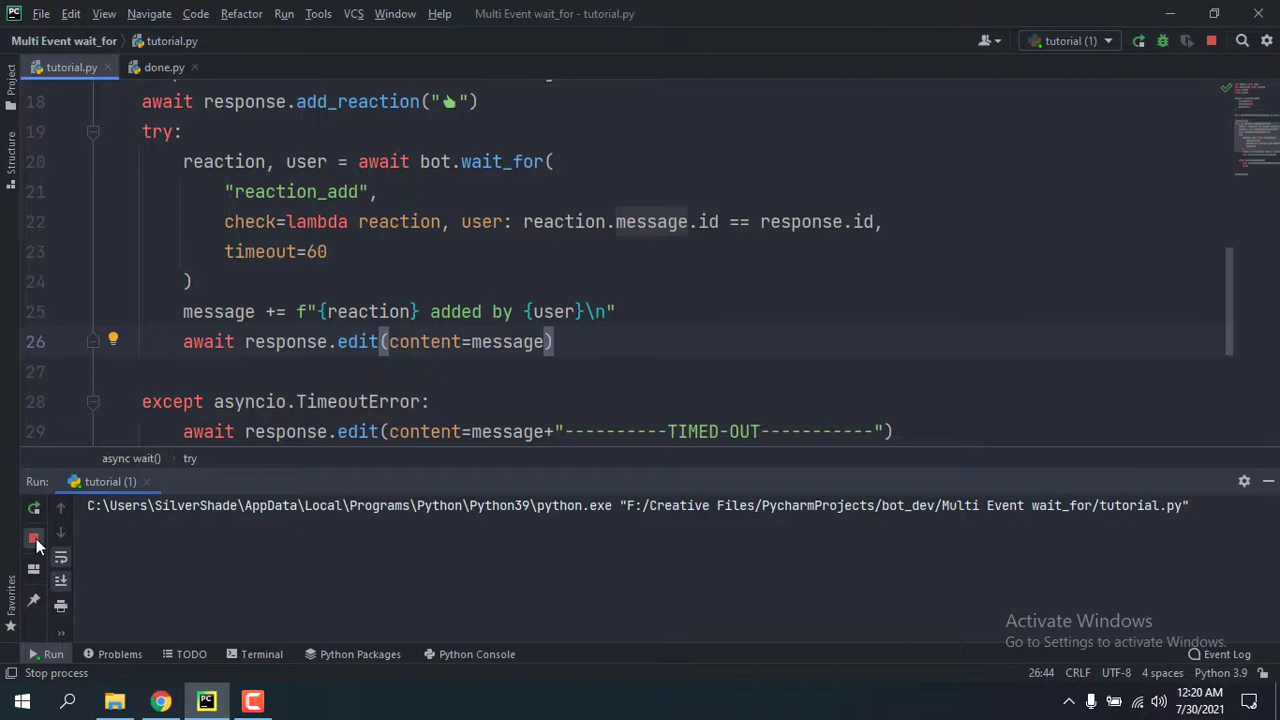 PC File Edit View Navigate Code Refactor Run Tools VCS Window Help Multi Event wait_for - tutorial.py
Multi Event wait_for tutorial.py tutorial (1)
tutorial.py done.py
18 await response.add_reaction("👍")
19 try:
20 reaction, user = await bot.wait_for(
21 "reaction_add",
22 check=lambda reaction, user: reaction.message.id == response.id,
23 timeout=60
24 )
25 message += f"{reaction} added by {user}\n"
26 await response.edit(content=message)
27
28 except asyncio.TimeoutError:
29 await response.edit(content=message+"----------TIMED-OUT-----------")
async wait() try
Run: tutorial (1)
C:\Users\SilverShade\AppData\Local\Programs\Python\Python39\python.exe "F:/Creative Files/PycharmProjects/bot_dev/Multi Event wait_for/tutorial.py"
Project
Structure
Favorites
Activate Windows
Go to Settings to activate Windows.
Run Problems TODO Terminal Python Packages Python Console Event Log
Stop process 26:44 CRLF UTF-8 4 spaces Python 3.9
PC 12:20 AM
7/30/2021